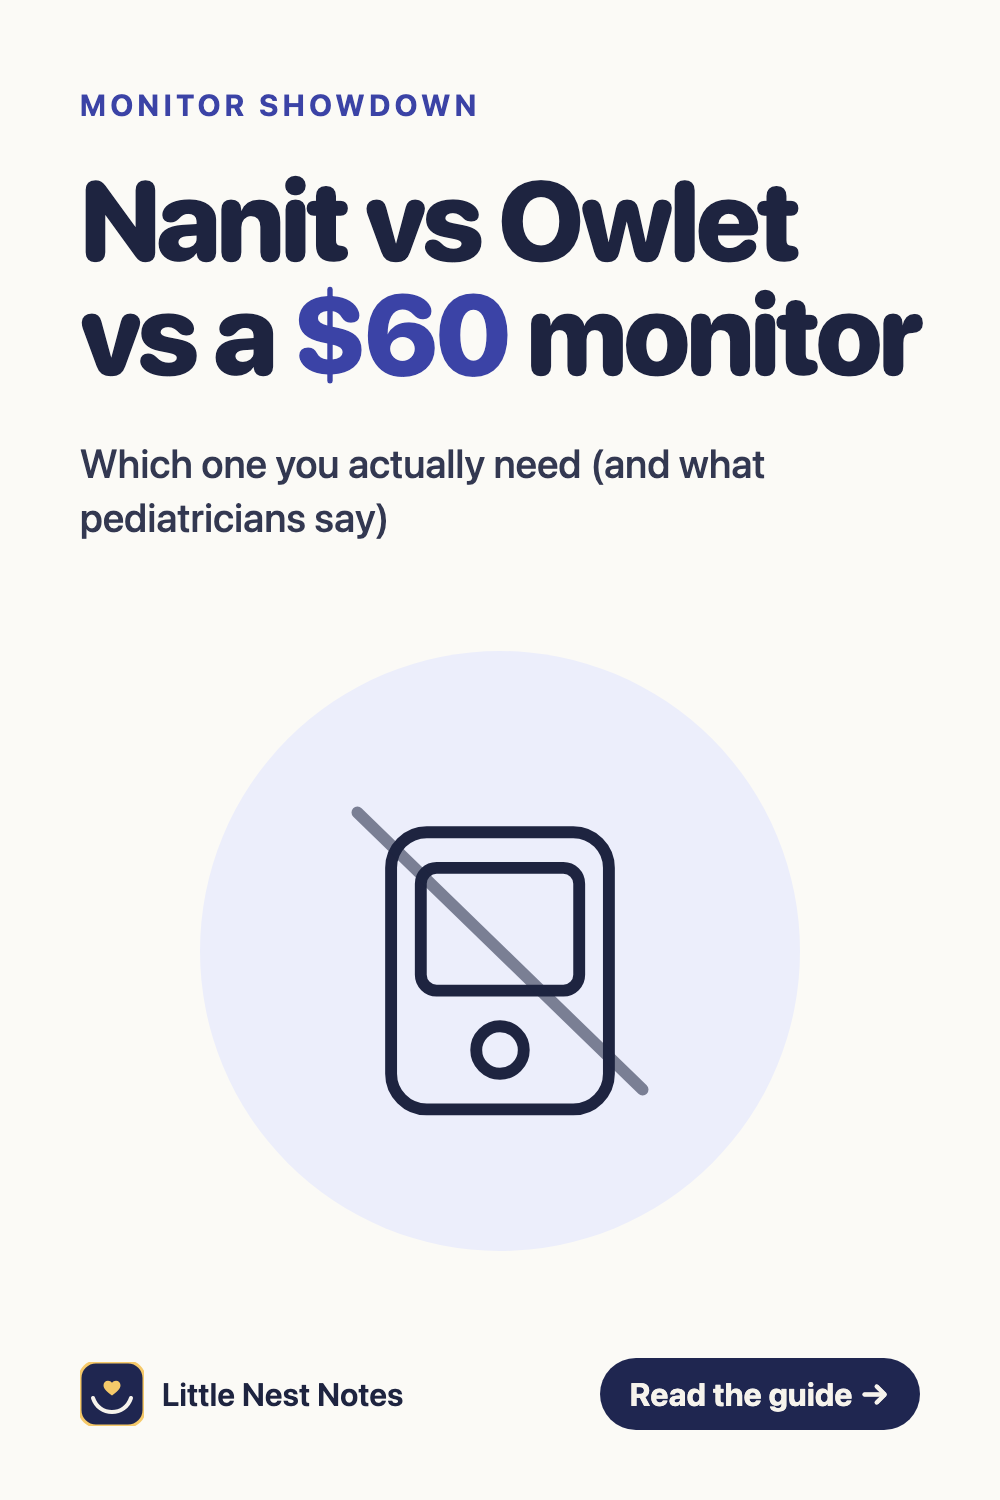 MONITOR SHOWDOWN
Nanit vs Owlet
vs a $60 monitor
Which one you actually need (and what
pediatricians say)
Little Nest Notes
Read the guide →